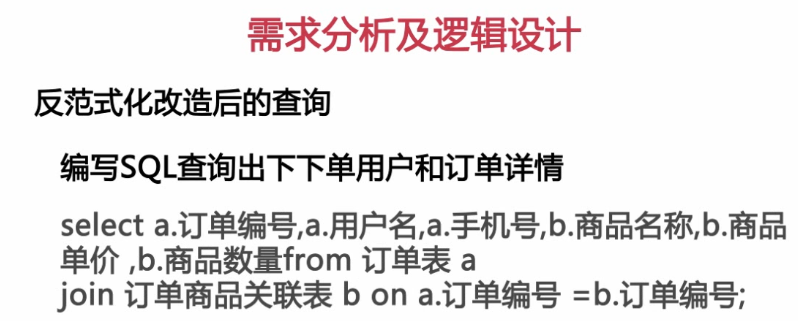 需求分析及逻辑设计
反范式化改造后的查询
编写SQL查询出下下单用户和订单详情
select a.订单编号,a.用户名,a.手机号,b.商品名称,b.商品
单价 ,b.商品数量from 订单表 a
join 订单商品关联表 b on a.订单编号 =b.订单编号;